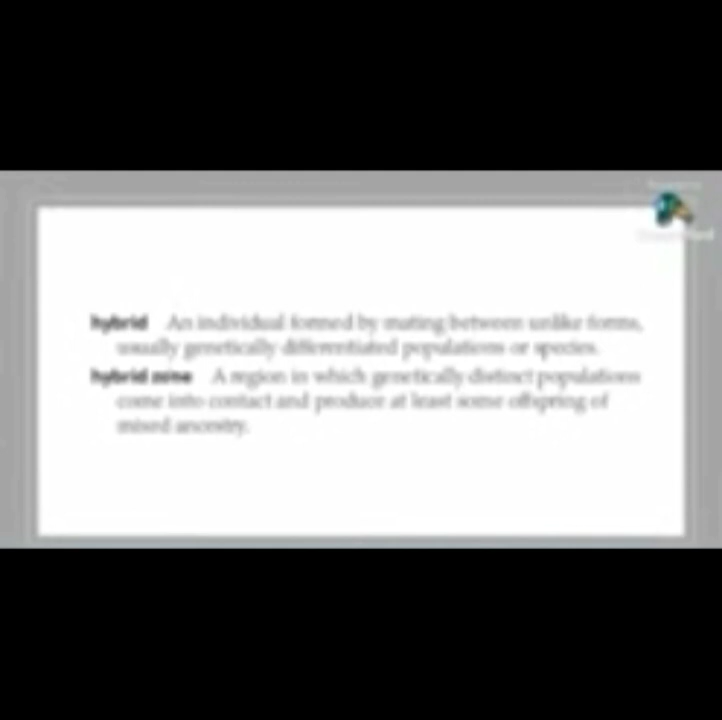 hybrid An individual formed by mating between unlike forms,
usually genetically differentiated populations or species.
hybrid zone A region in which genetically distinct populations
come into contact and produce at least some offspring of
mixed ancestry.